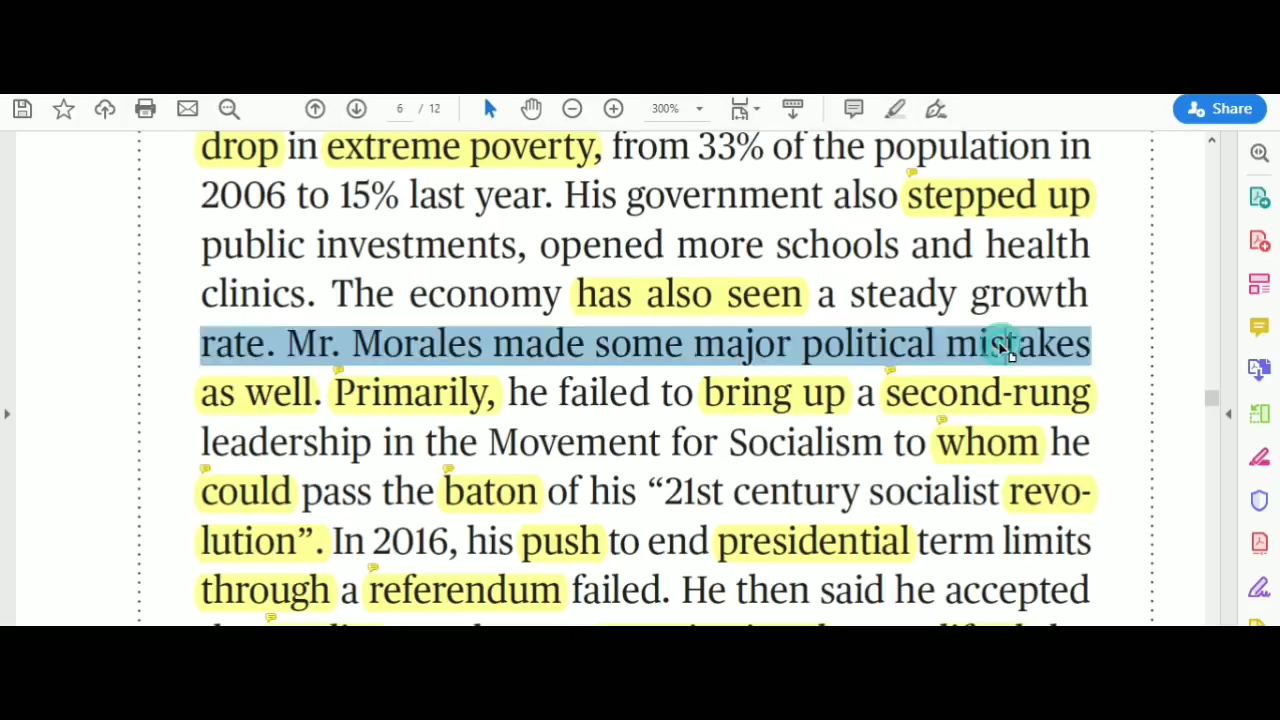 6 / 12
300%
Share
drop in extreme poverty, from 33% of the population in
2006 to 15% last year. His government also stepped up
public investments, opened more schools and health
clinics. The economy has also seen a steady growth
rate. Mr. Morales made some major political mistakes
as well. Primarily, he failed to bring up a second-rung
leadership in the Movement for Socialism to whom he
could pass the baton of his “21st century socialist revo-
lution”. In 2016, his push to end presidential term limits
through a referendum failed. He then said he accepted